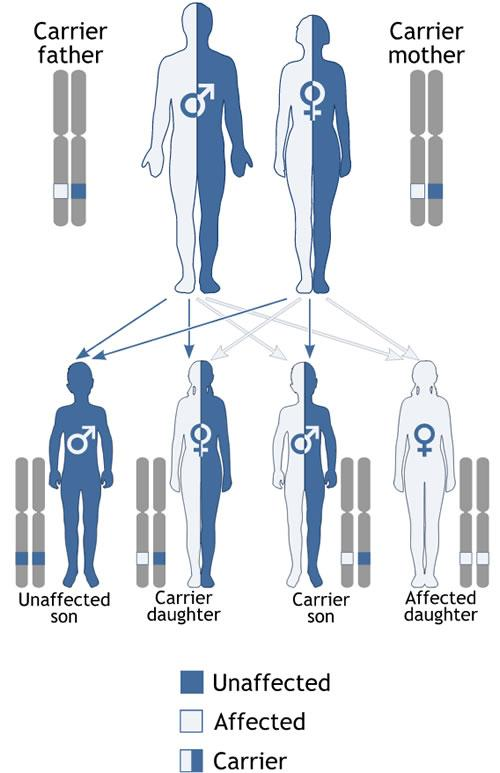 Carrier
father
Carrier
mother
Unaffected
son
Carrier
daughter
Carrier
son
Affected
daughter
Unaffected
Affected
Carrier